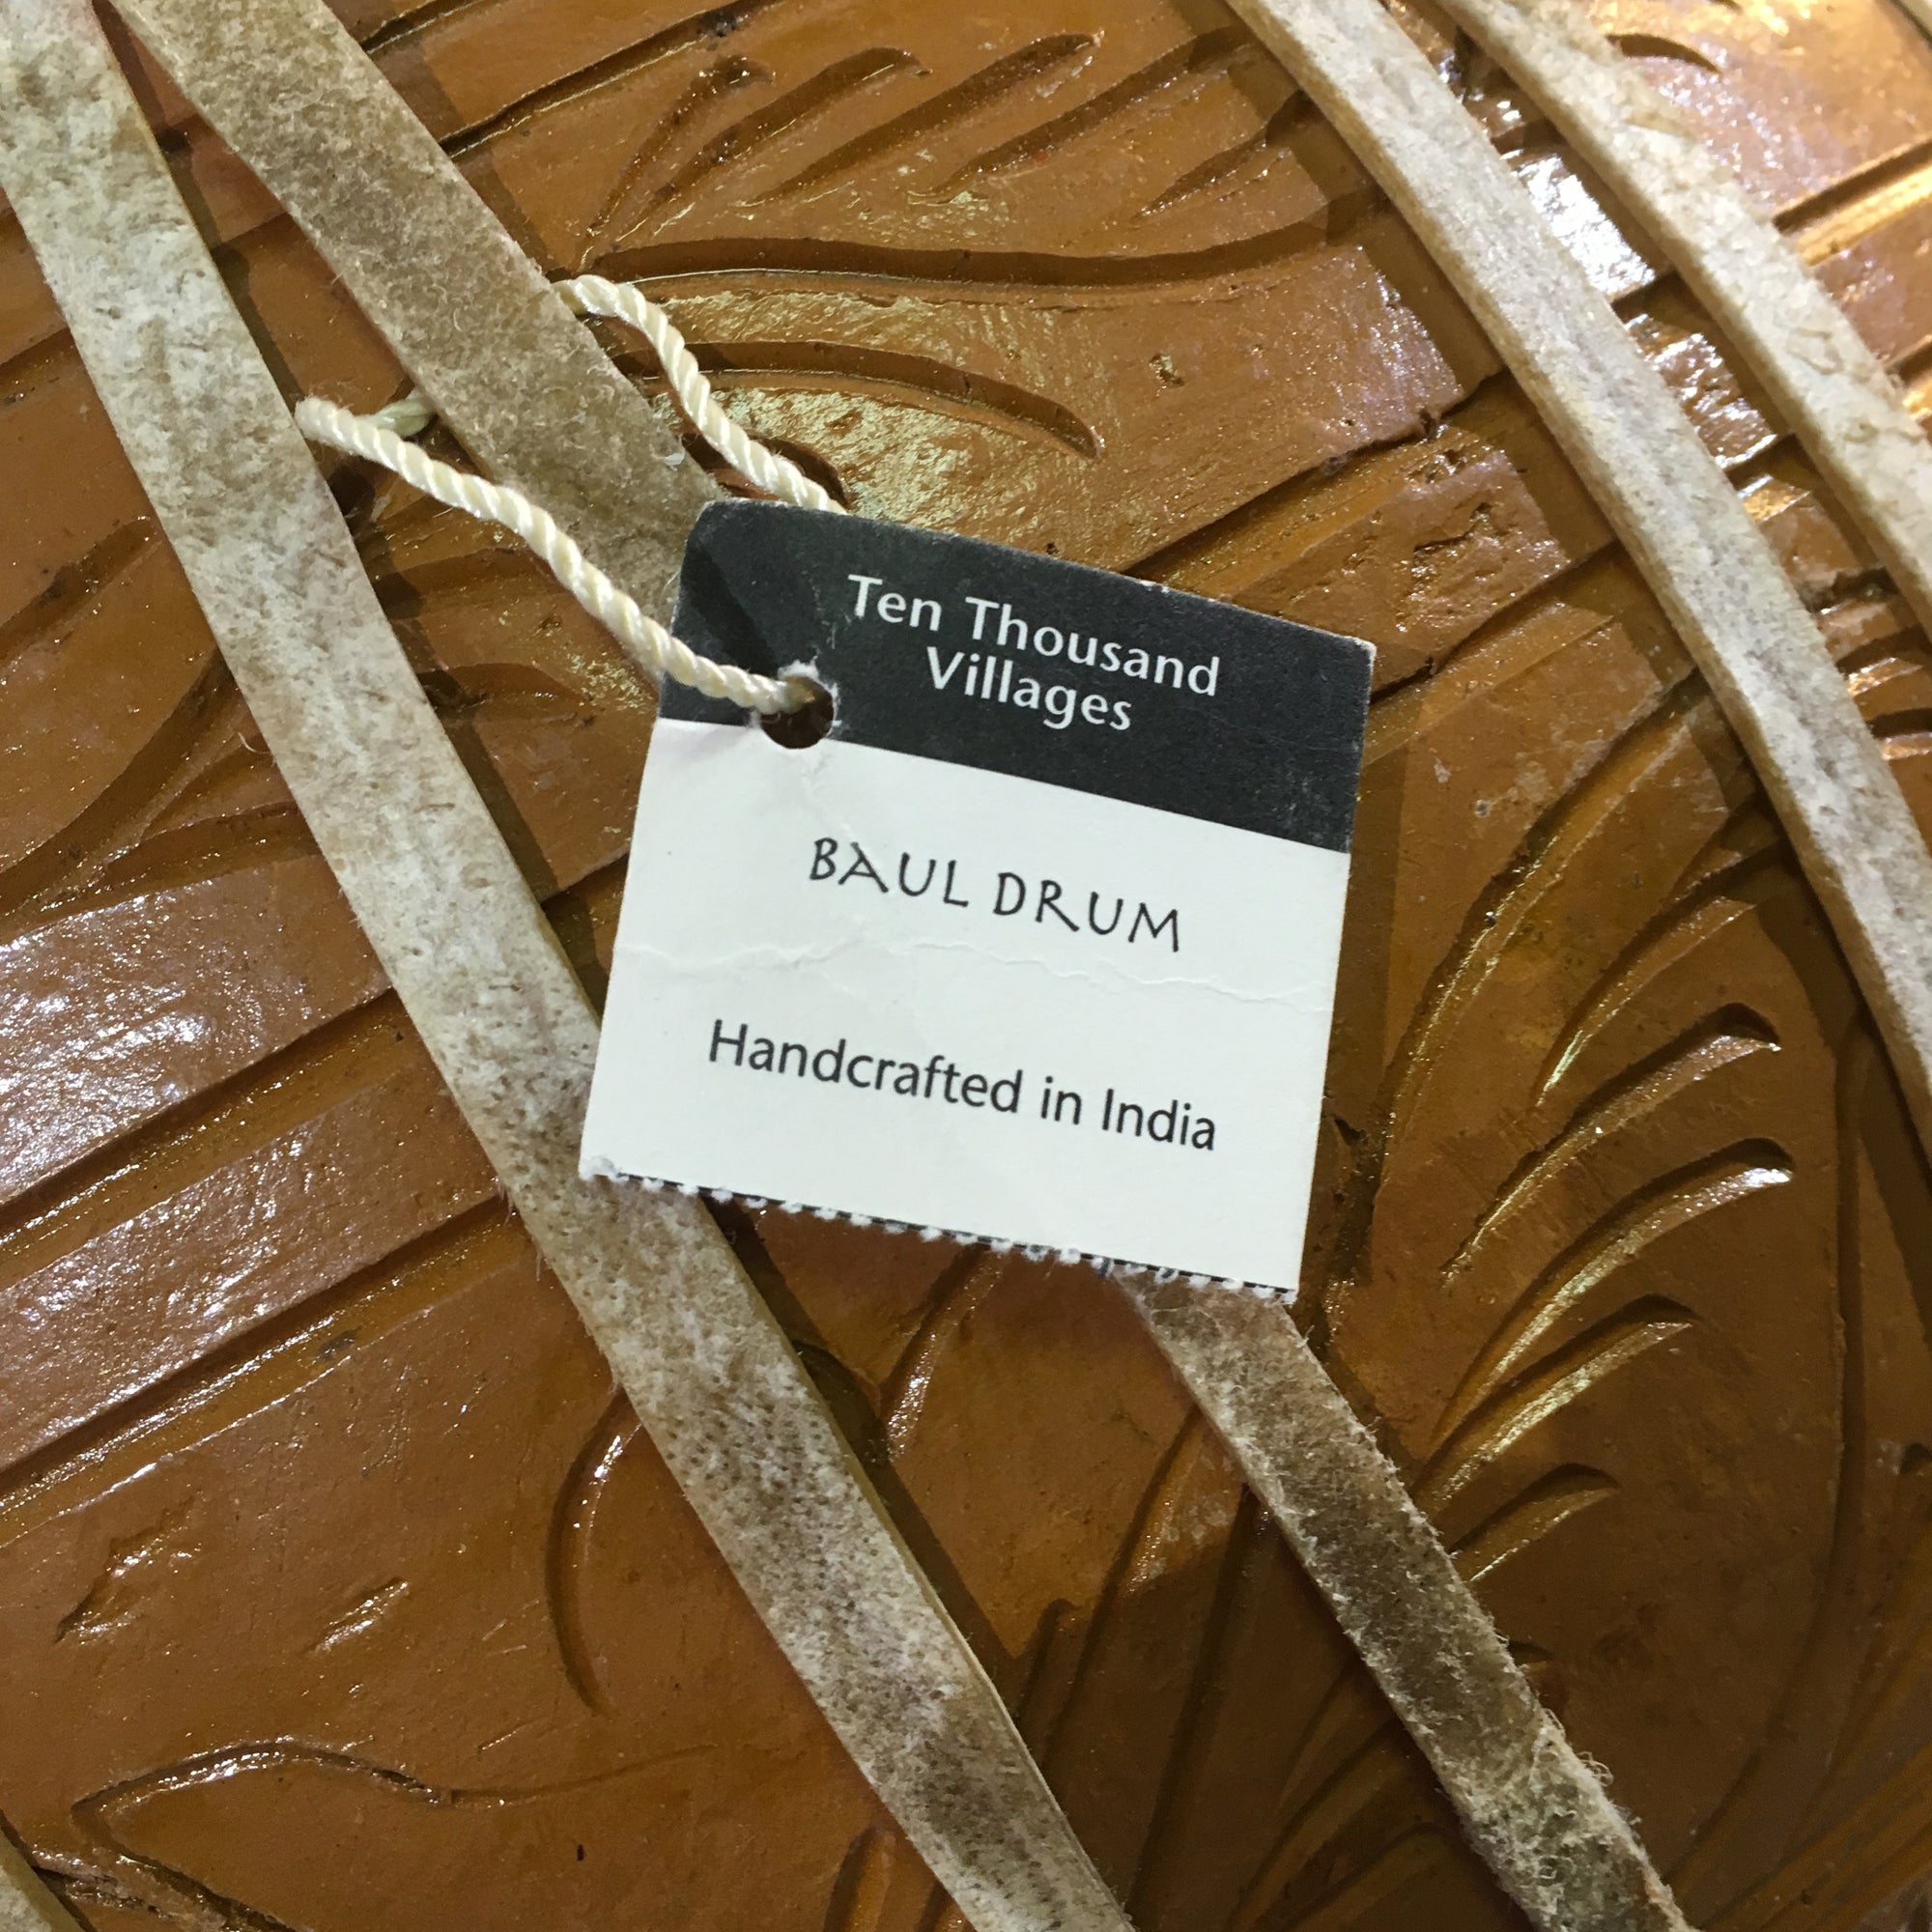 Ten Thousand
Villages
BAUL DRUM
Handcrafted in India